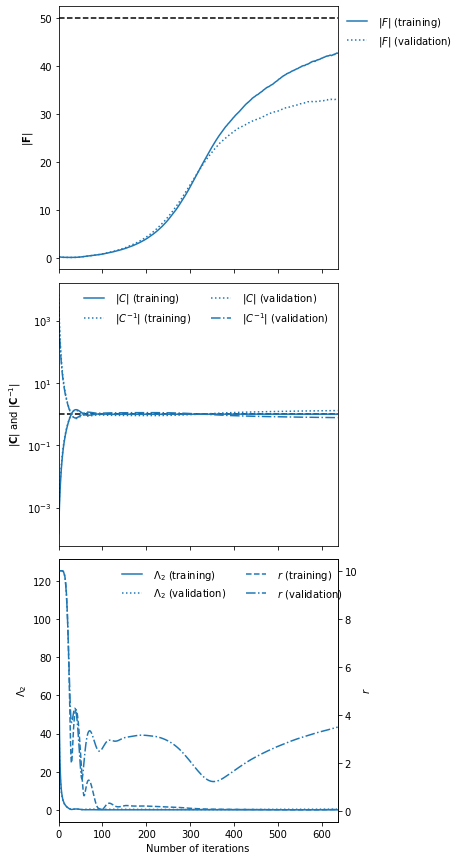 50
40
30
20
10
0
|F|
|F| (training)
|F| (validation)
|C| (training)
|C⁻¹| (training)
|C| (validation)
|C⁻¹| (validation)
10³
10¹
10⁻¹
10⁻³
|C| and |C⁻¹|
Λ₂ (training)
Λ₂ (validation)
r (training)
r (validation)
120
100
80
60
40
20
0
Λ₂
10
8
6
4
2
0
r
0 100 200 300 400 500 600
Number of iterations